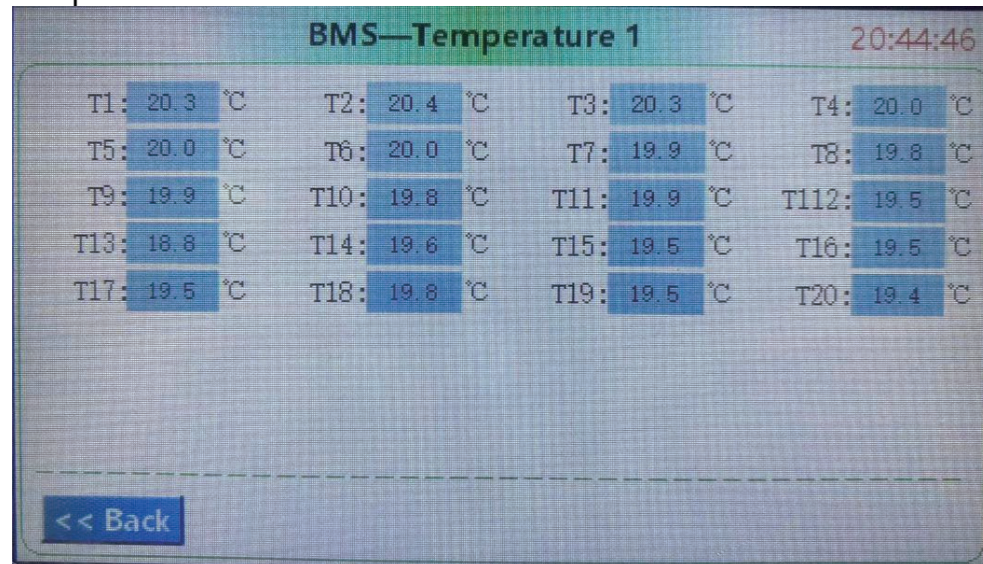 BMS—Temperature 1 20:44:46
T1: 20.3 ℃ T2: 20.4 ℃ T3: 20.3 ℃ T4: 20.0 ℃
T5: 20.0 ℃ T6: 20.0 ℃ T7: 19.9 ℃ T8: 19.8 ℃
T9: 19.9 ℃ T10: 19.8 ℃ T11: 19.9 ℃ T112: 19.5 ℃
T13: 18.8 ℃ T14: 19.6 ℃ T15: 19.5 ℃ T16: 19.5 ℃
T17: 19.5 ℃ T18: 19.8 ℃ T19: 19.5 ℃ T20: 19.4 ℃
<< Back